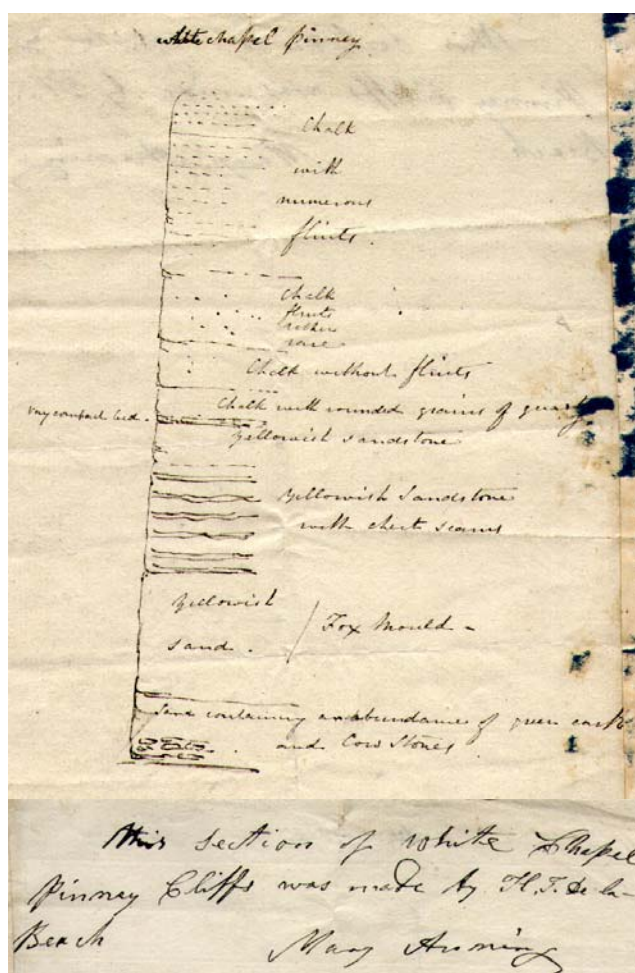 white chapel pinney
Chalk
with
numerous
flints.
Chalk
flints
rather
rare
Chalk without flints
Very compact bed.
Chalk with rounded grains of quartz
Yellowish sandstone
Yellowish Sandstone
with chert seams
Yellowish
Sand.
Fox Mould -
Sand containing an abundance of green earth
and Cow Stones.
this section of white Chapel
pinney Cliffs was made by H. T. De la-
Beach
Mary Anning